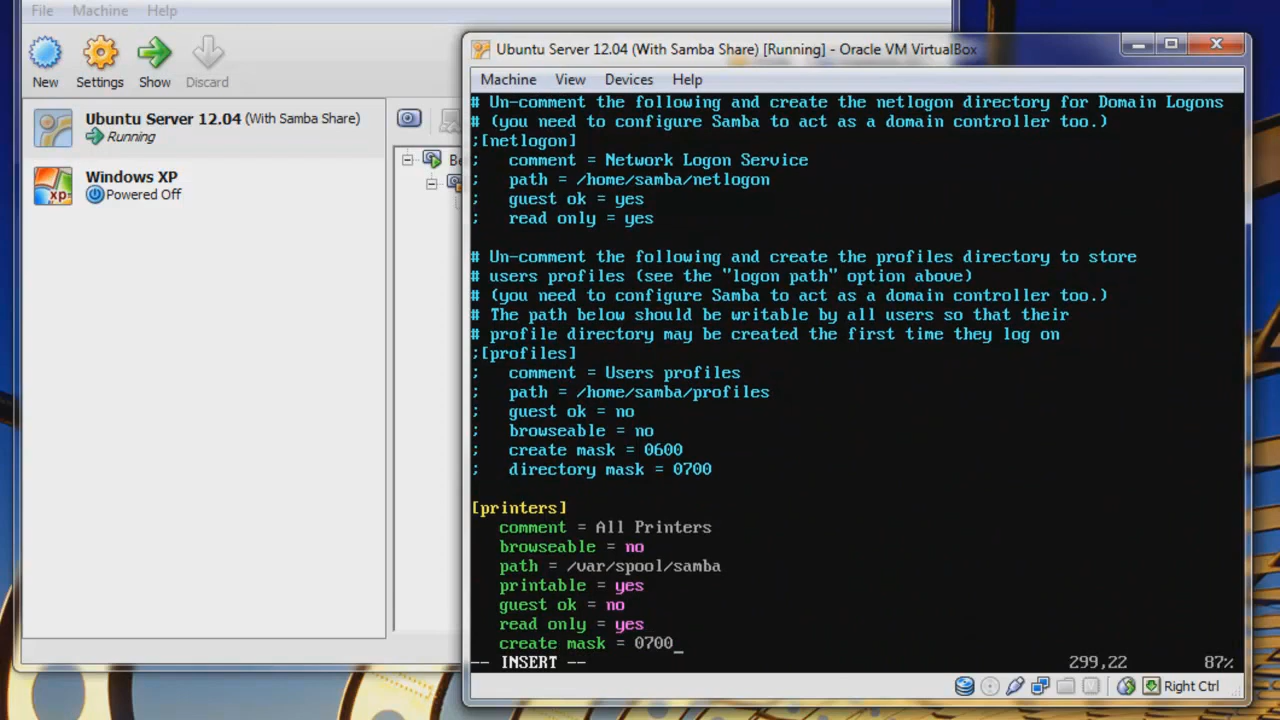 File Machine Help
New Settings Show Discard
Ubuntu Server 12.04 (With Samba Share)
Running
Windows XP
Powered Off
xp
Ubuntu Server 12.04 (With Samba Share) [Running] - Oracle VM VirtualBox
Machine View Devices Help
# Un-comment the following and create the netlogon directory for Domain Logons
# (you need to configure Samba to act as a domain controller too.)
;[netlogon]
;   comment = Network Logon Service
;   path = /home/samba/netlogon
;   guest ok = yes
;   read only = yes
# Un-comment the following and create the profiles directory to store
# users profiles (see the "logon path" option above)
# (you need to configure Samba to act as a domain controller too.)
# The path below should be writable by all users so that their
# profile directory may be created the first time they log on
;[profiles]
;   comment = Users profiles
;   path = /home/samba/profiles
;   guest ok = no
;   browseable = no
;   create mask = 0600
;   directory mask = 0700
[printers]
comment = All Printers
browseable = no
path = /var/spool/samba
printable = yes
guest ok = no
read only = yes
create mask = 0700_
-- INSERT -- 299,22 87%
Right Ctrl